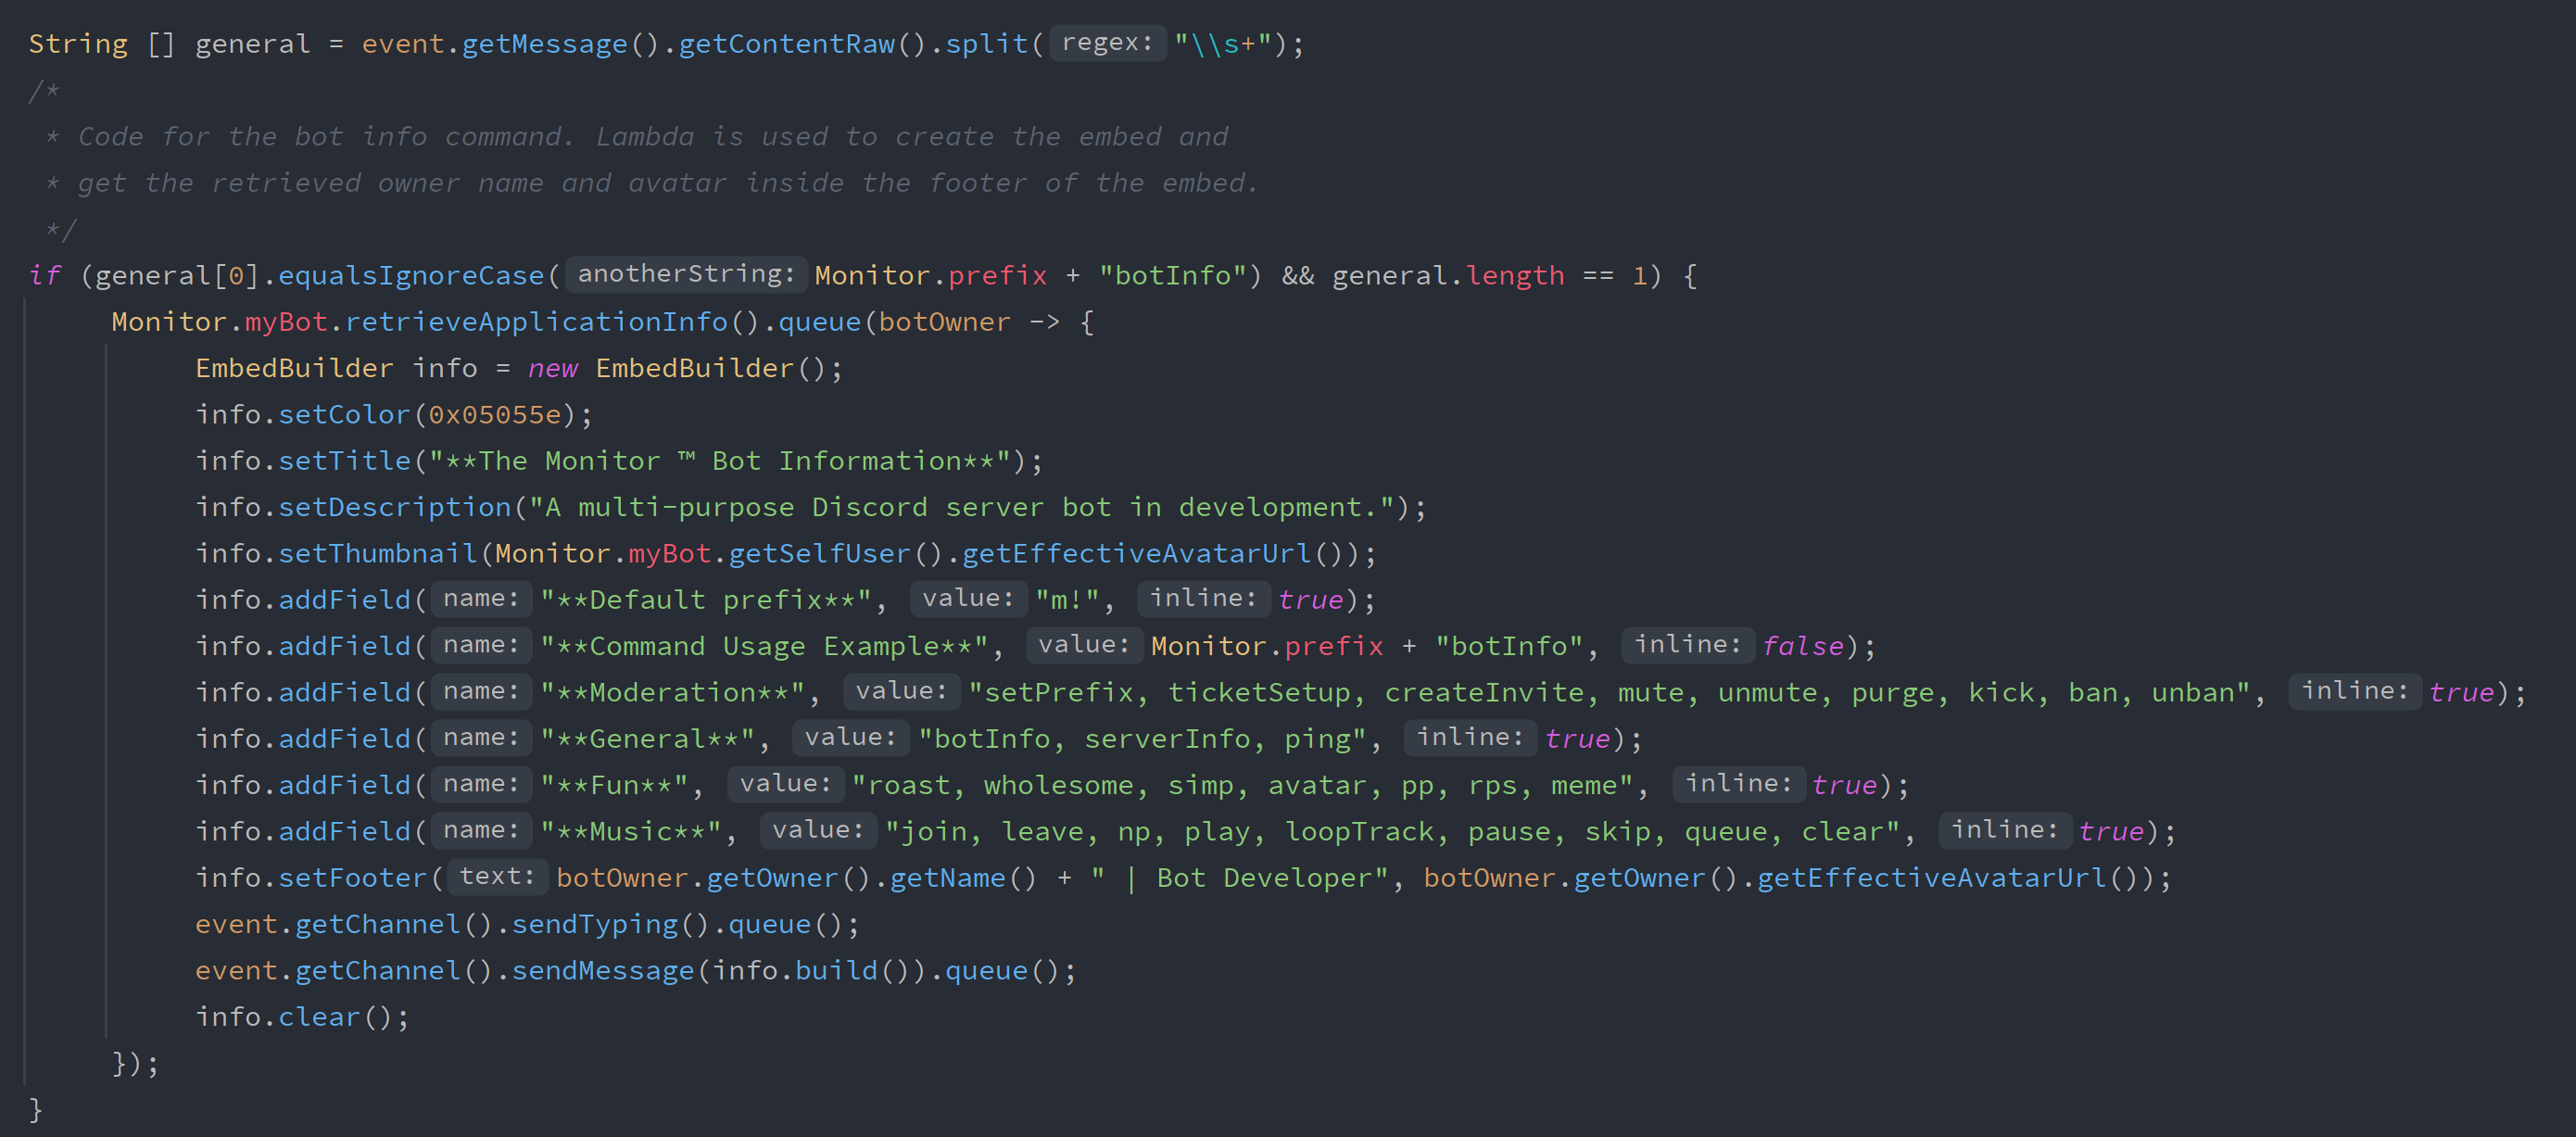 String [] general = event.getMessage().getContentRaw().split( regex: "\\s+");
/*
 * Code for the bot info command. Lambda is used to create the embed and
 * get the retrieved owner name and avatar inside the footer of the embed.
 */
if (general[0].equalsIgnoreCase( anotherString: Monitor.prefix + "botInfo") && general.length == 1) {
     Monitor.myBot.retrieveApplicationInfo().queue(botOwner -> {
          EmbedBuilder info = new EmbedBuilder();
          info.setColor(0x05055e);
          info.setTitle("**The Monitor ™ Bot Information**");
          info.setDescription("A multi-purpose Discord server bot in development.");
          info.setThumbnail(Monitor.myBot.getSelfUser().getEffectiveAvatarUrl());
          info.addField( name: "**Default prefix**", value: "m!", inline: true);
          info.addField( name: "**Command Usage Example**", value: Monitor.prefix + "botInfo", inline: false);
          info.addField( name: "**Moderation**", value: "setPrefix, ticketSetup, createInvite, mute, unmute, purge, kick, ban, unban", inline: true);
          info.addField( name: "**General**", value: "botInfo, serverInfo, ping", inline: true);
          info.addField( name: "**Fun**", value: "roast, wholesome, simp, avatar, pp, rps, meme", inline: true);
          info.addField( name: "**Music**", value: "join, leave, np, play, loopTrack, pause, skip, queue, clear", inline: true);
          info.setFooter( text: botOwner.getOwner().getName() + " | Bot Developer", botOwner.getOwner().getEffectiveAvatarUrl());
          event.getChannel().sendTyping().queue();
          event.getChannel().sendMessage(info.build()).queue();
          info.clear();
     });
}